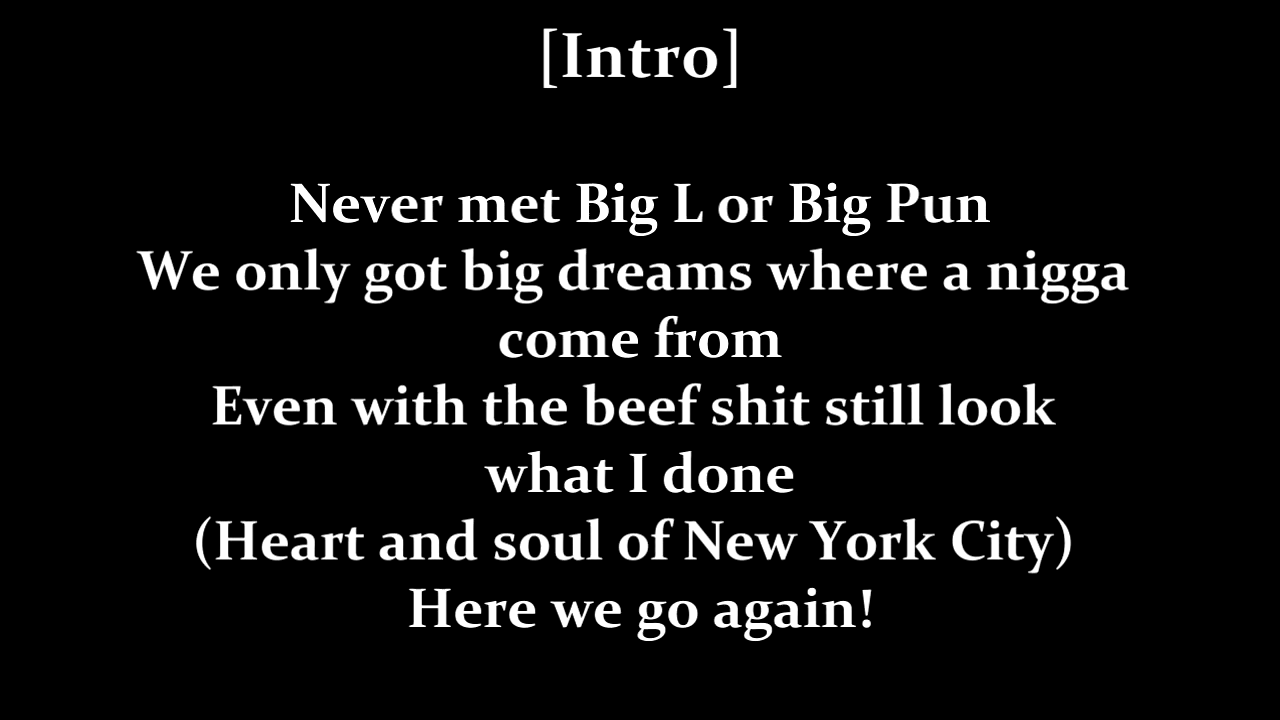 [Intro]
Never met Big L or Big Pun
We only got big dreams where a nigga
come from
Even with the beef shit still look
what I done
(Heart and soul of New York City)
Here we go again!